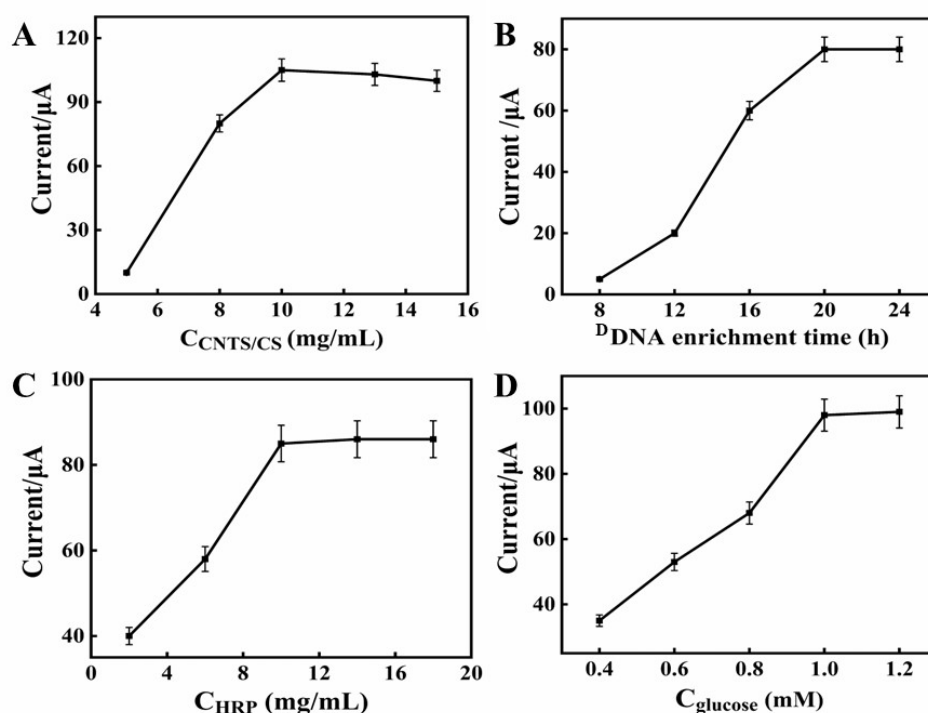 A
Current/μA
120
90
60
30
0
4 6 8 10 12 14 16
C_CNTS/CS (mg/mL)
B
Current /μA
80
60
40
20
0
8 12 16 20 24
ᴰDNA enrichment time (h)
C
Current/μA
100
80
60
40
0 4 8 12 16 20
C_HRP (mg/mL)
D
Current/μA
100
80
60
40
0.4 0.6 0.8 1.0 1.2
C_glucose (mM)